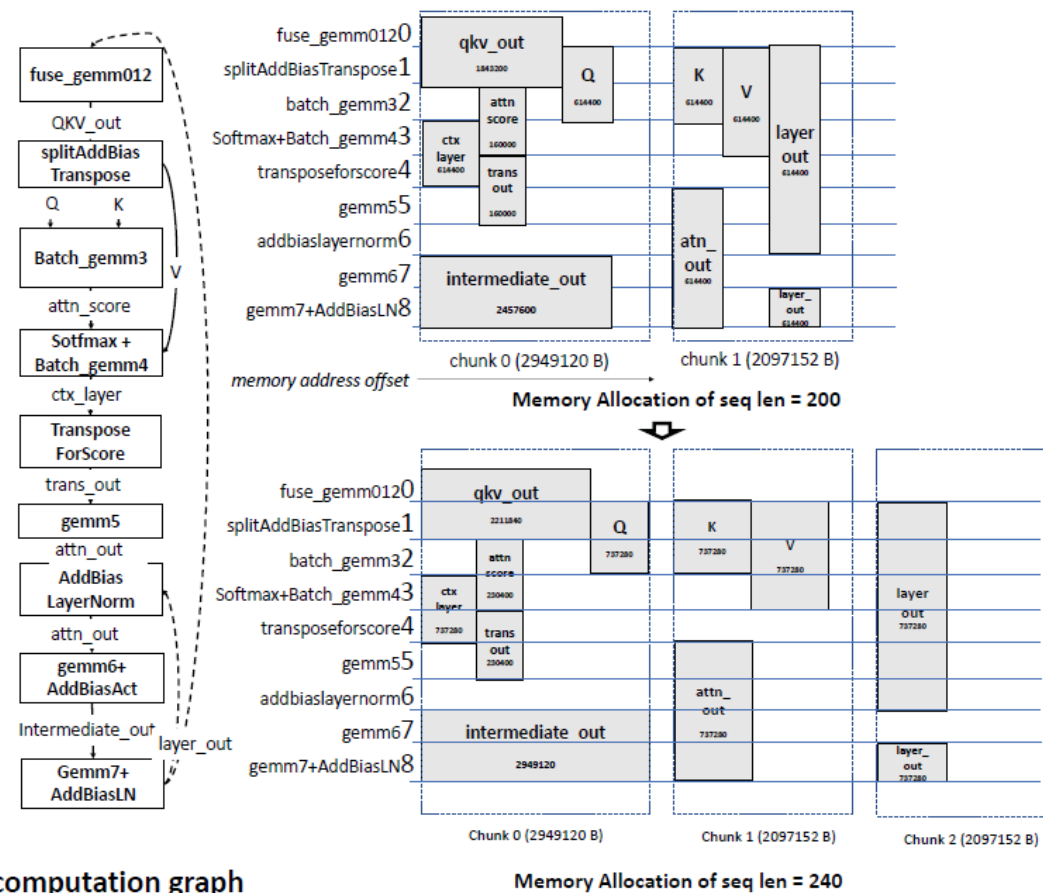 fuse_gemm012
QKV_out
splitAddBias
Transpose
Q K
Batch_gemm3
V
attn_score
Sotfmax +
Batch_gemm4
ctx_layer
Transpose
ForScore
trans_out
gemm5
attn_out
AddBias
LayerNorm
attn_out
gemm6+
AddBiasAct
Intermediate_out
layer_out
Gemm7+
AddBiasLN
computation graph
fuse_gemm0120
splitAddBiasTranspose1
batch_gemm32
Softmax+Batch_gemm43
transposeforscore4
gemm55
addbiaslayernorm6
gemm67
gemm7+AddBiasLN8
qkv_out
1843200
Q
614400
attn
score
160000
ctx
layer
614400
trans
out
160000
intermediate_out
2457600
K
614400
V
614400
layer
out
614400
atn_
out
614400
layer_
out
614400
chunk 0 (2949120 B)
chunk 1 (2097152 B)
memory address offset
Memory Allocation of seq len = 200
fuse_gemm0120
splitAddBiasTranspose1
batch_gemm32
Softmax+Batch_gemm43
transposeforscore4
gemm55
addbiaslayernorm6
gemm67
gemm7+AddBiasLN8
qkv_out
2211840
Q
737280
attn
score
230400
ctx
layer
737280
trans
out
230400
intermediate_out
2949120
K
737280
V
737280
attn_
out
737280
layer
out
737280
layer_
out
737280
Chunk 0 (2949120 B)
Chunk 1 (2097152 B)
Chunk 2 (2097152 B)
Memory Allocation of seq len = 240